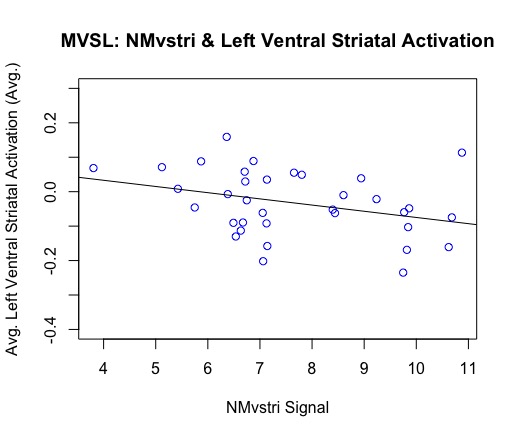 MVSL: NMvstri & Left Ventral Striatal Activation
Avg. Left Ventral Striatal Activation (Avg.)
0.2
0.0
-0.2
-0.4
4 5 6 7 8 9 10 11
NMvstri Signal